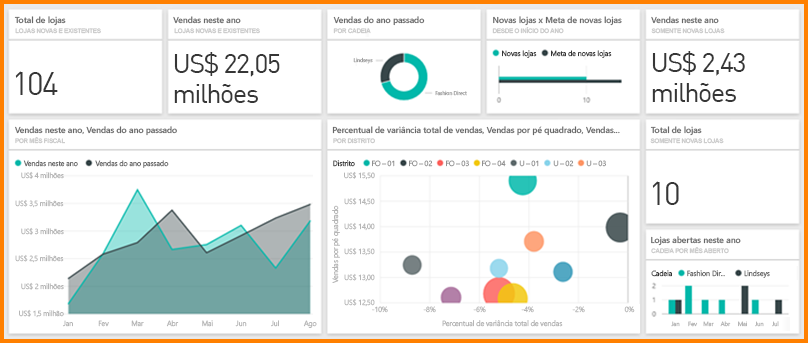 Total de lojas
LOJAS NOVAS E EXISTENTES
104
Vendas neste ano
LOJAS NOVAS E EXISTENTES
US$ 22,05
milhões
Vendas do ano passado
POR CADEIA
Lindseys
Fashion Direct
Novas lojas x Meta de novas lojas
DESDE O INÍCIO DO ANO
Novas lojas Meta de novas lojas
0 10
Vendas neste ano
SOMENTE NOVAS LOJAS
US$ 2,43
milhões
Vendas neste ano, Vendas do ano passado
POR MÊS FISCAL
Vendas neste ano Vendas do ano passado
US$ 4 milhões
US$ 3,5 milhões
US$ 3 milhões
US$ 2,5 milhões
US$ 2 milhões
US$ 1,5 milhão
Jan Fev Mar Abr Mai Jun Jul Ago
Percentual de variância total de vendas, Vendas por pé quadrado, Vendas...
POR DISTRITO
Distrito FO – 01 FO – 02 FO – 03 FO – 04 U – 01 U – 02 U – 03
Vendas por pé quadrado
US$ 15,50
US$ 14,00
US$ 13,50
US$ 13,00
US$ 12,50
-10% -8% -6% -4% -2% 0%
Percentual de variância total de vendas
Total de lojas
SOMENTE NOVAS LOJAS
10
Lojas abertas neste ano
CADEIA POR MÊS ABERTO
Cadeia Fashion Dir... Lindseys
2
1
0
Jan Fev Mar Abr Mai Jun Jul